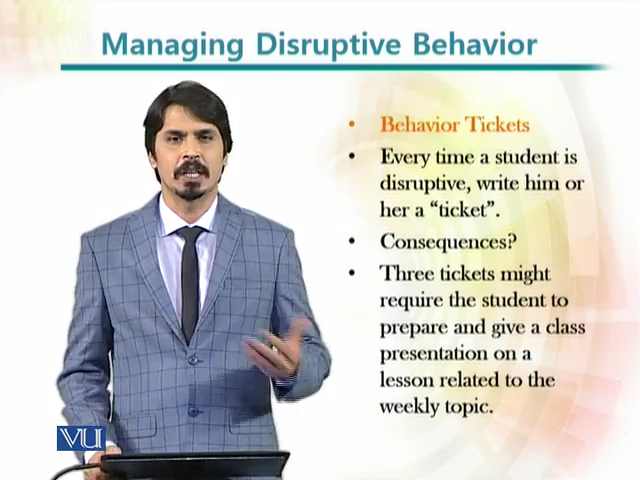 Managing Disruptive Behavior
• Behavior Tickets
• Every time a student is
disruptive, write him or
her a “ticket”.
• Consequences?
• Three tickets might
require the student to
prepare and give a class
presentation on a
lesson related to the
weekly topic.
VU